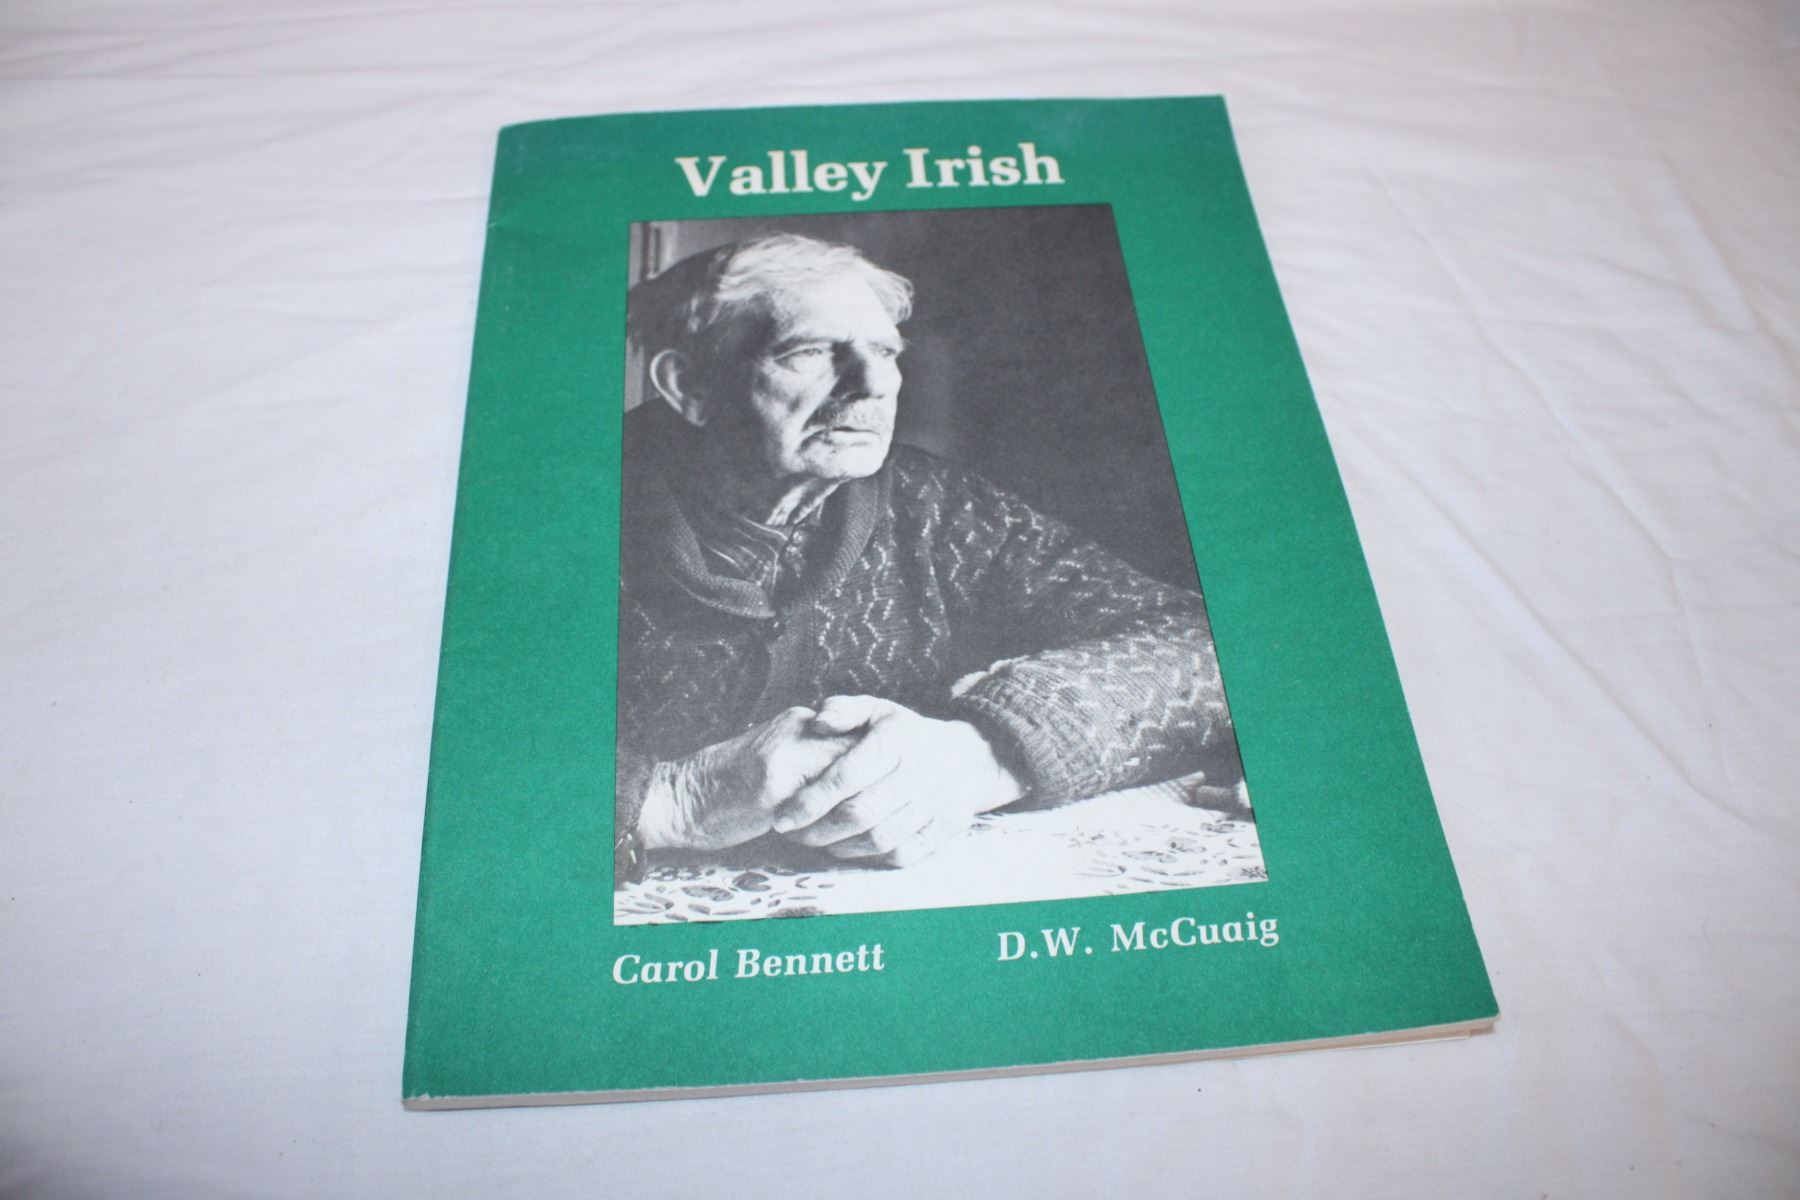 Valley Irish
Carol Bennett
D.W. McCuaig